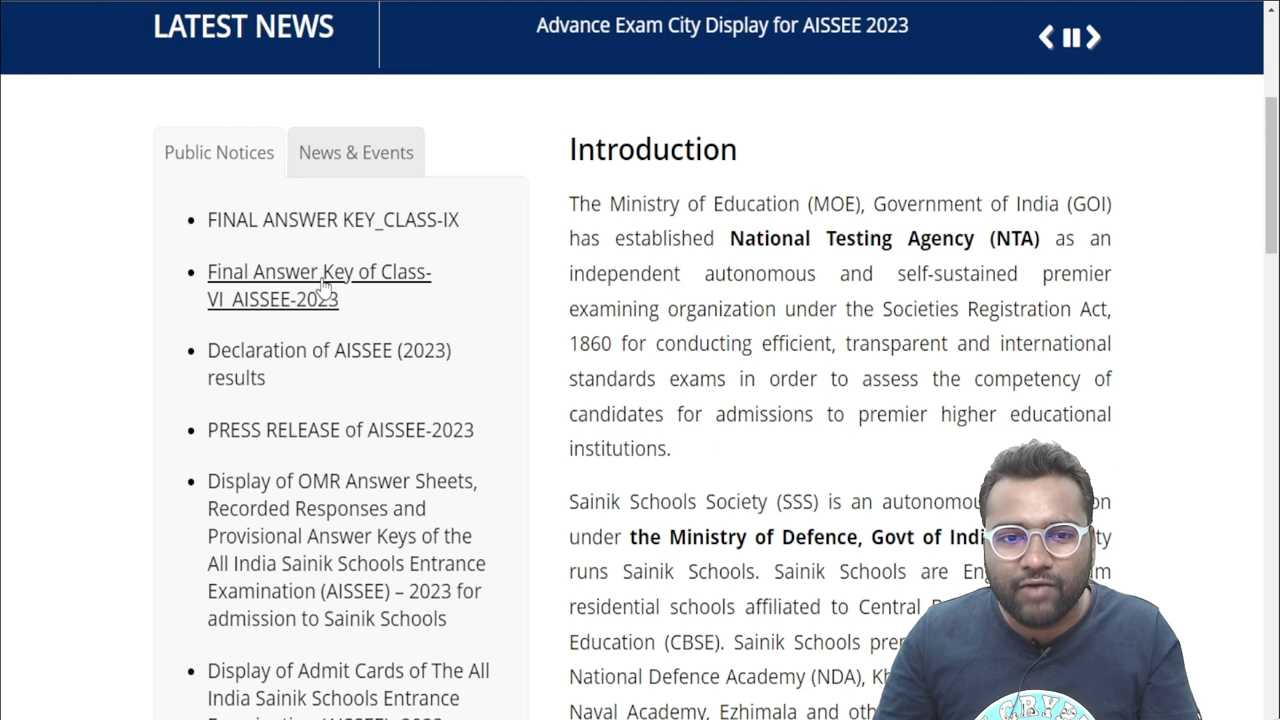 LATEST NEWS
Advance Exam City Display for AISSEE 2023
Public Notices
News & Events
FINAL ANSWER KEY_CLASS-IX
Final Answer Key of Class-
VI_AISSEE-2023
Declaration of AISSEE (2023)
results
PRESS RELEASE of AISSEE-2023
Display of OMR Answer Sheets,
Recorded Responses and
Provisional Answer Keys of the
All India Sainik Schools Entrance
Examination (AISSEE) – 2023 for
admission to Sainik Schools
Display of Admit Cards of The All
India Sainik Schools Entrance
Introduction
The Ministry of Education (MOE), Government of India (GOI)
has established National Testing Agency (NTA) as an
independent autonomous and self-sustained premier
examining organization under the Societies Registration Act,
1860 for conducting efficient, transparent and international
standards exams in order to assess the competency of
candidates for admissions to premier higher educational
institutions.
Sainik Schools Society (SSS) is an
under the Ministry of Defence, Govt of
runs Sainik Schools. Sainik Schools are
residential schools affiliated to Central
Education (CBSE). Sainik Schools
National Defence Academy (NDA),
Naval Academy, Ezhimala and